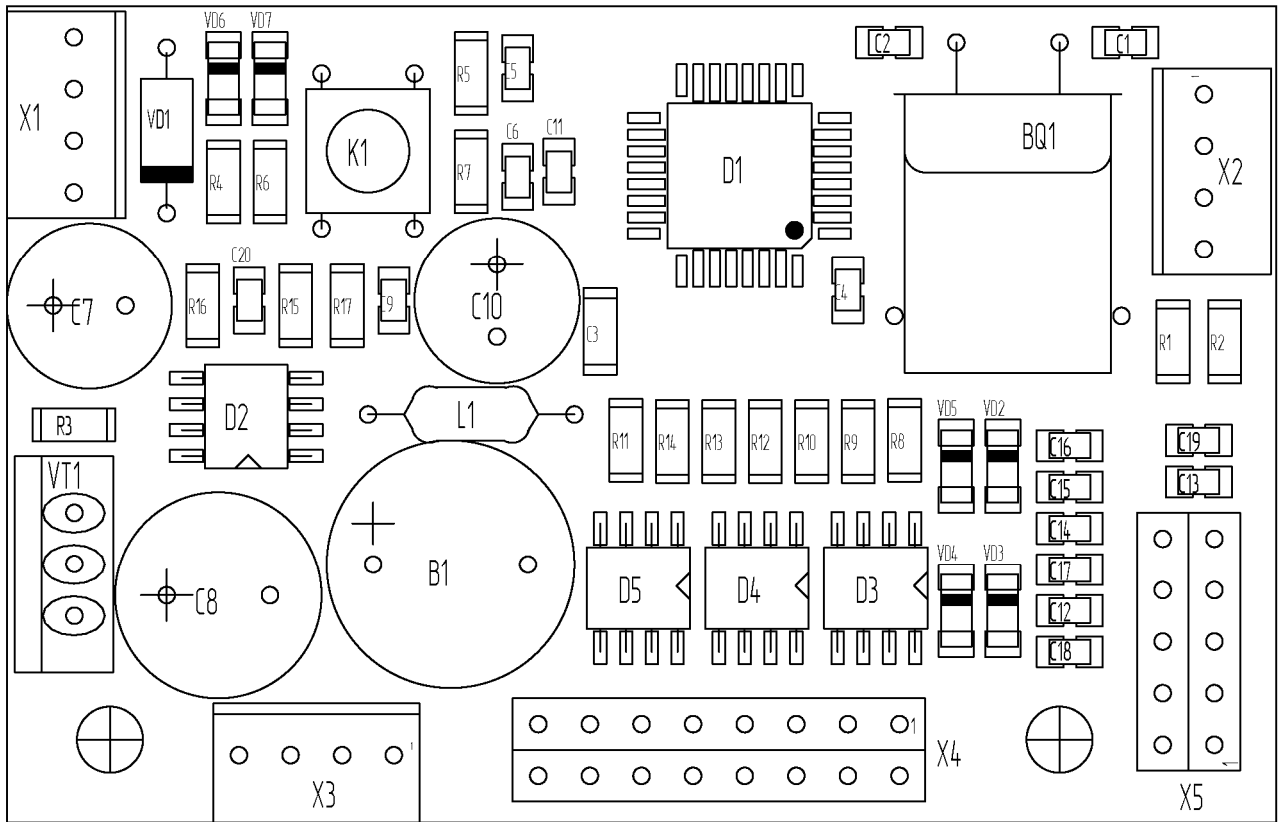 VD6
VD7
C2
C1
X1
VD1
R5
C5
K1
D1
BQ1
X2
C6
C11
R4
R6
R7
C20
C7
R16
R15
R17
C9
C10
C3
C4
R1
R2
R3
D2
L1
R11
R14
R13
R12
R10
R9
R8
VD5
VD2
C16
C19
C15
C13
VT1
C14
VD4
VD3
C17
C8
B1
D5
D4
D3
C12
C18
1
X3
1
X4
1
X5